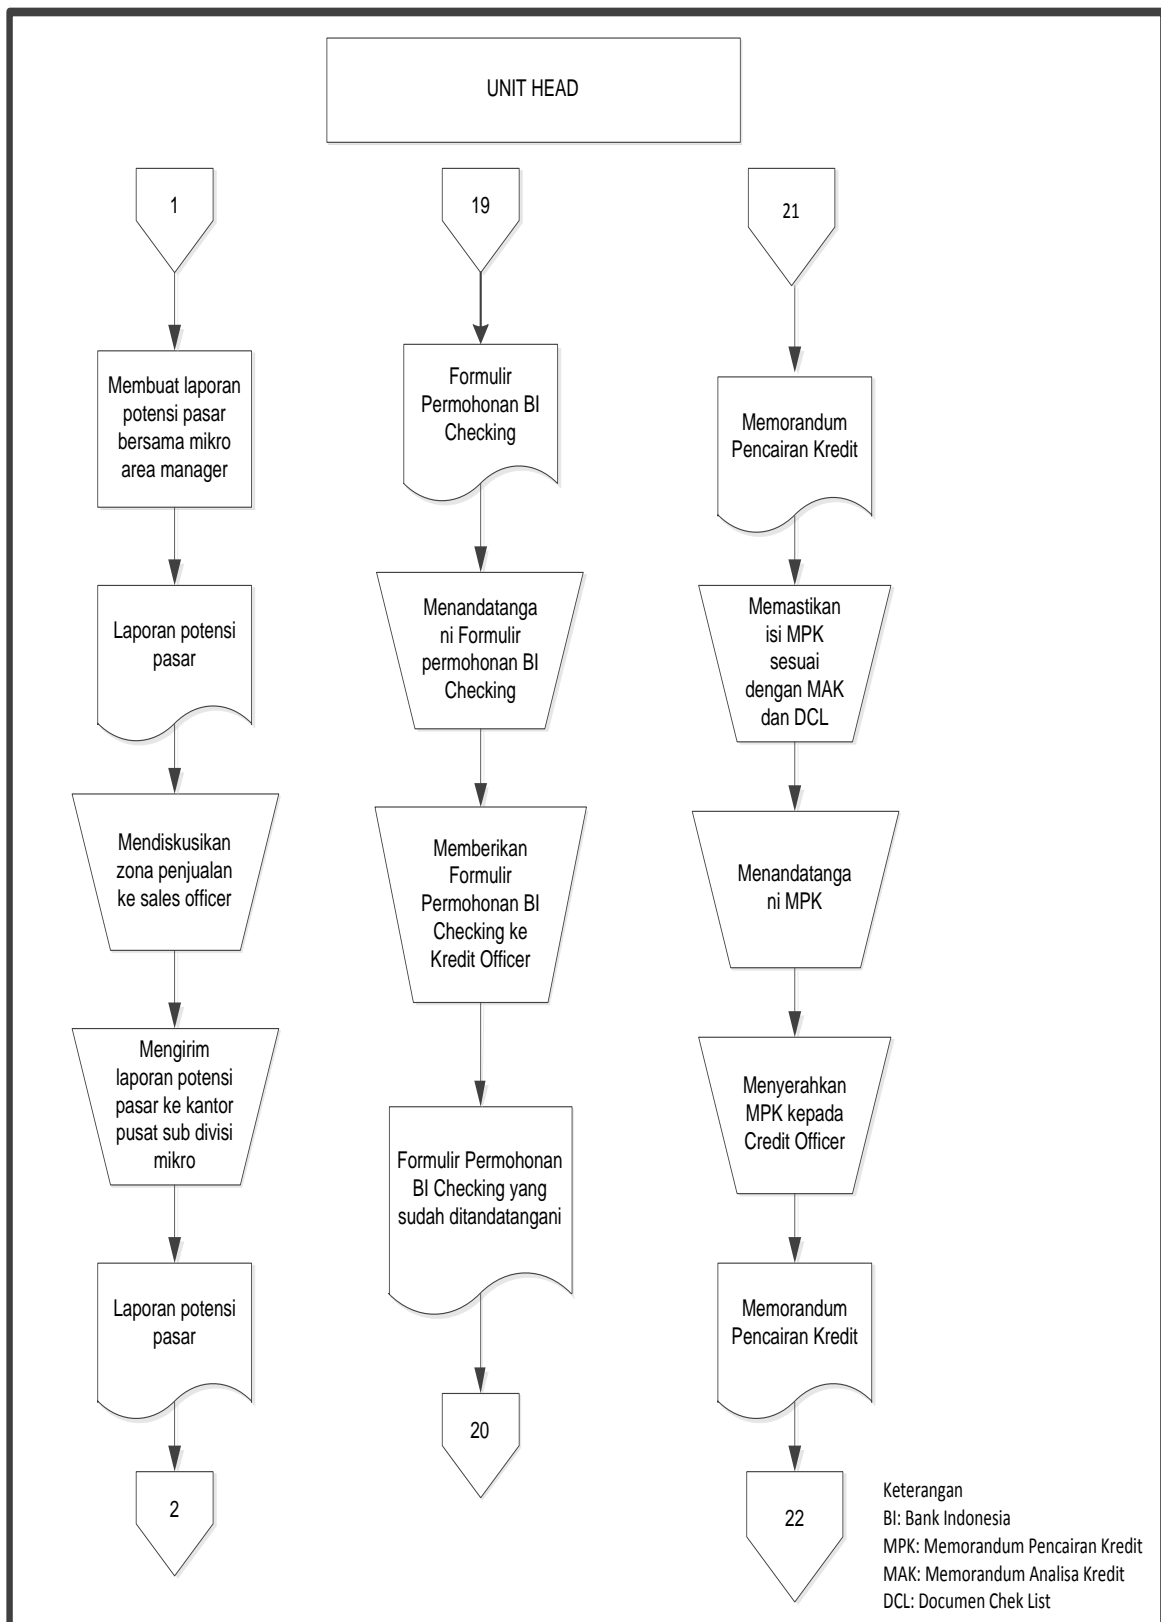 UNIT HEAD
1
Membuat laporan
potensi pasar
bersama mikro
area manager
Laporan potensi
pasar
Mendiskusikan
zona penjualan
ke sales officer
Mengirim
laporan potensi
pasar ke kantor
pusat sub divisi
mikro
Laporan potensi
pasar
2
19
Formulir
Permohonan BI
Checking
Menandatanga
ni Formulir
permohonan BI
Checking
Memberikan
Formulir
Permohonan BI
Checking ke
Kredit Officer
Formulir Permohonan
BI Checking yang
sudah ditandatangani
20
21
Memorandum
Pencairan Kredit
Memastikan
isi MPK
sesuai
dengan MAK
dan DCL
Menandatanga
ni MPK
Menyerahkan
MPK kepada
Credit Officer
Memorandum
Pencairan Kredit
22
Keterangan
BI: Bank Indonesia
MPK: Memorandum Pencairan Kredit
MAK: Memorandum Analisa Kredit
DCL: Documen Chek List